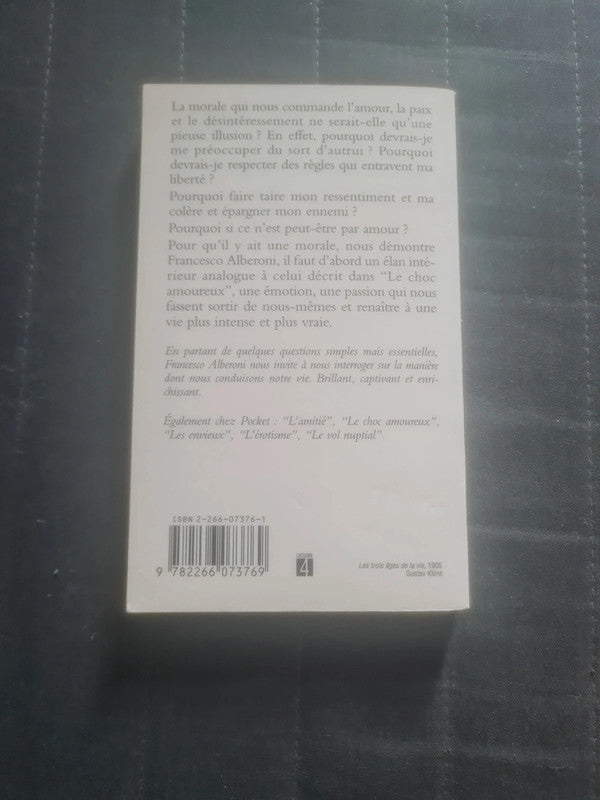 La morale qui nous commande l'amour, la paix
et le désintéressement ne serait-elle qu'une
pieuse illusion ? En effet, pourquoi devrais-je
me préoccuper du sort d'autrui ? Pourquoi
devrais-je respecter des règles qui entravent ma
liberté ?
Pourquoi faire taire mon ressentiment et ma
colère et épargner mon ennemi ?
Pourquoi si ce n'est peut-être par amour ?
Pour qu'il y ait une morale, nous démontre
Francesco Alberoni, il faut d'abord un élan inté-
rieur analogue à celui décrit dans "Le choc
amoureux", une émotion, une passion qui nous
fassent sortir de nous-mêmes et renaître à une
vie plus intense et plus vraie.
En partant de quelques questions simples mais essentielles,
Francesco Alberoni nous invite à nous interroger sur la manière
dont nous conduisons notre vie. Brillant, captivant et enri-
chissant.
Également chez Pocket : "L'amitié", "Le choc amoureux",
"Les envieux", "L'érotisme", "Le vol nuptial".
ISBN 2-266-07376-1
9 782266 073769
CATÉGORIE
4
Les trois âges de la vie, 1905
Gustav Klimt